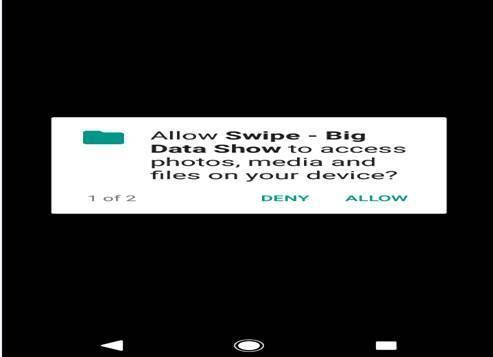 Allow Swipe - Big
Data Show to access
photos, media and
files on your device?
1 of 2
DENY
ALLOW